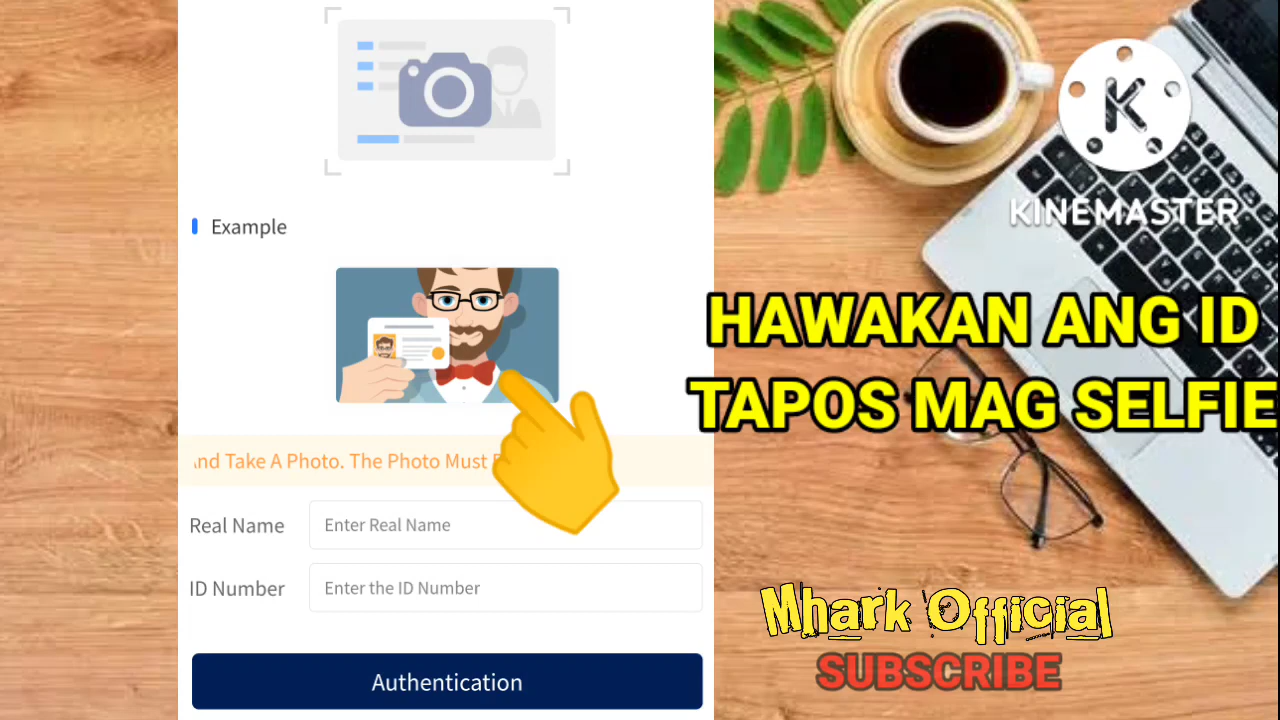 Example
And Take A Photo. The Photo Must
Real Name
Enter Real Name
ID Number
Enter the ID Number
Authentication
KINEMASTER
HAWAKAN ANG ID
TAPOS MAG SELFIE
Mhark Official
SUBSCRIBE